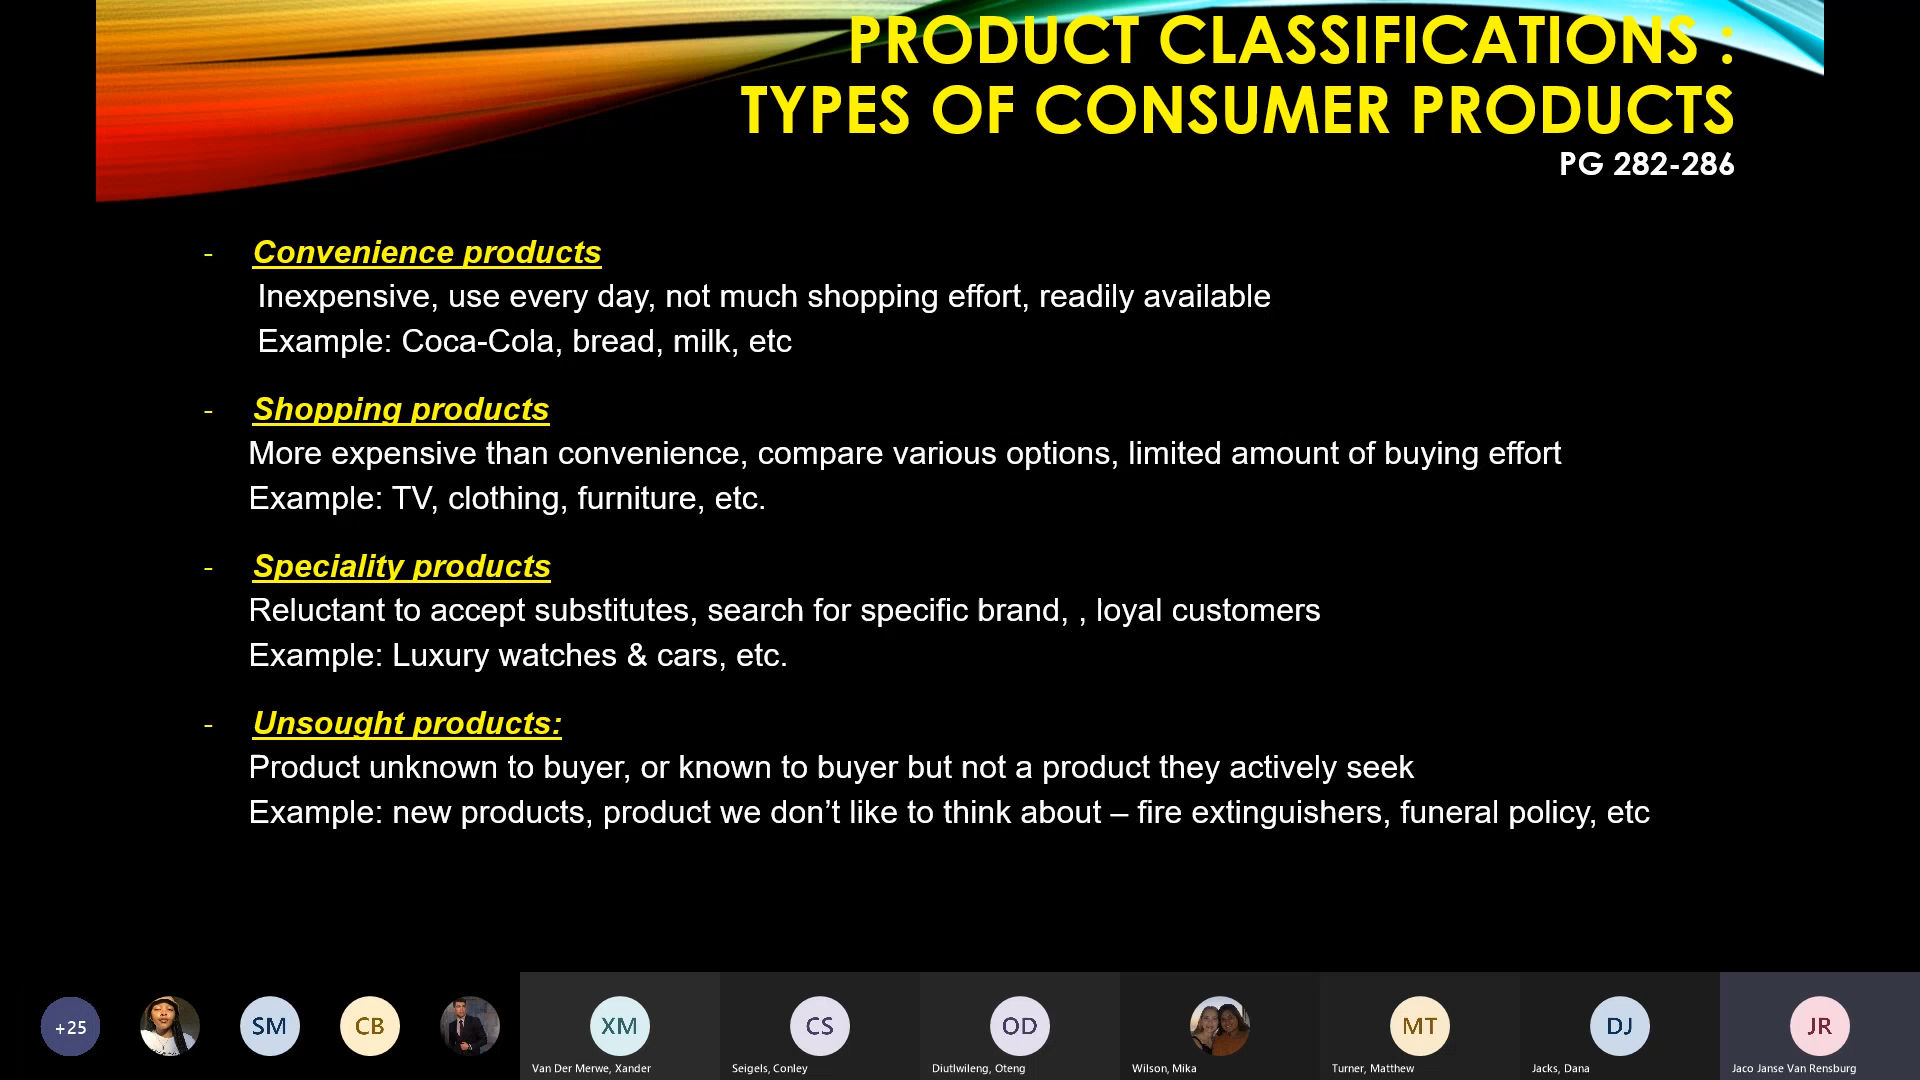 PRODUCT CLASSIFICATIONS :
TYPES OF CONSUMER PRODUCTS
PG 282-286
- Convenience products
Inexpensive, use every day, not much shopping effort, readily available
Example: Coca-Cola, bread, milk, etc
- Shopping products
More expensive than convenience, compare various options, limited amount of buying effort
Example: TV, clothing, furniture, etc.
- Speciality products
Reluctant to accept substitutes, search for specific brand, , loyal customers
Example: Luxury watches & cars, etc.
- Unsought products:
Product unknown to buyer, or known to buyer but not a product they actively seek
Example: new products, product we don’t like to think about – fire extinguishers, funeral policy, etc
+25 SM CB XM CS OD MT DJ JR
Van Der Merwe, Xander Seigels, Conley Diutlwileng, Oteng Wilson, Mika Turner, Matthew Jacks, Dana Jaco Janse Van Rensburg